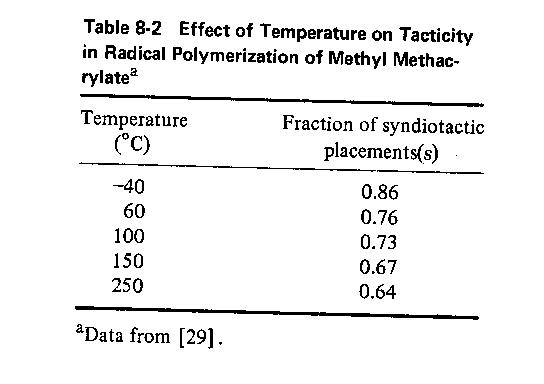 Table 8-2 Effect of Temperature on Tacticity
in Radical Polymerization of Methyl Methac-
rylateª
Temperature Fraction of syndiotactic
(°C) placements(s)
−40 0.86
60 0.76
100 0.73
150 0.67
250 0.64
ªData from [29].